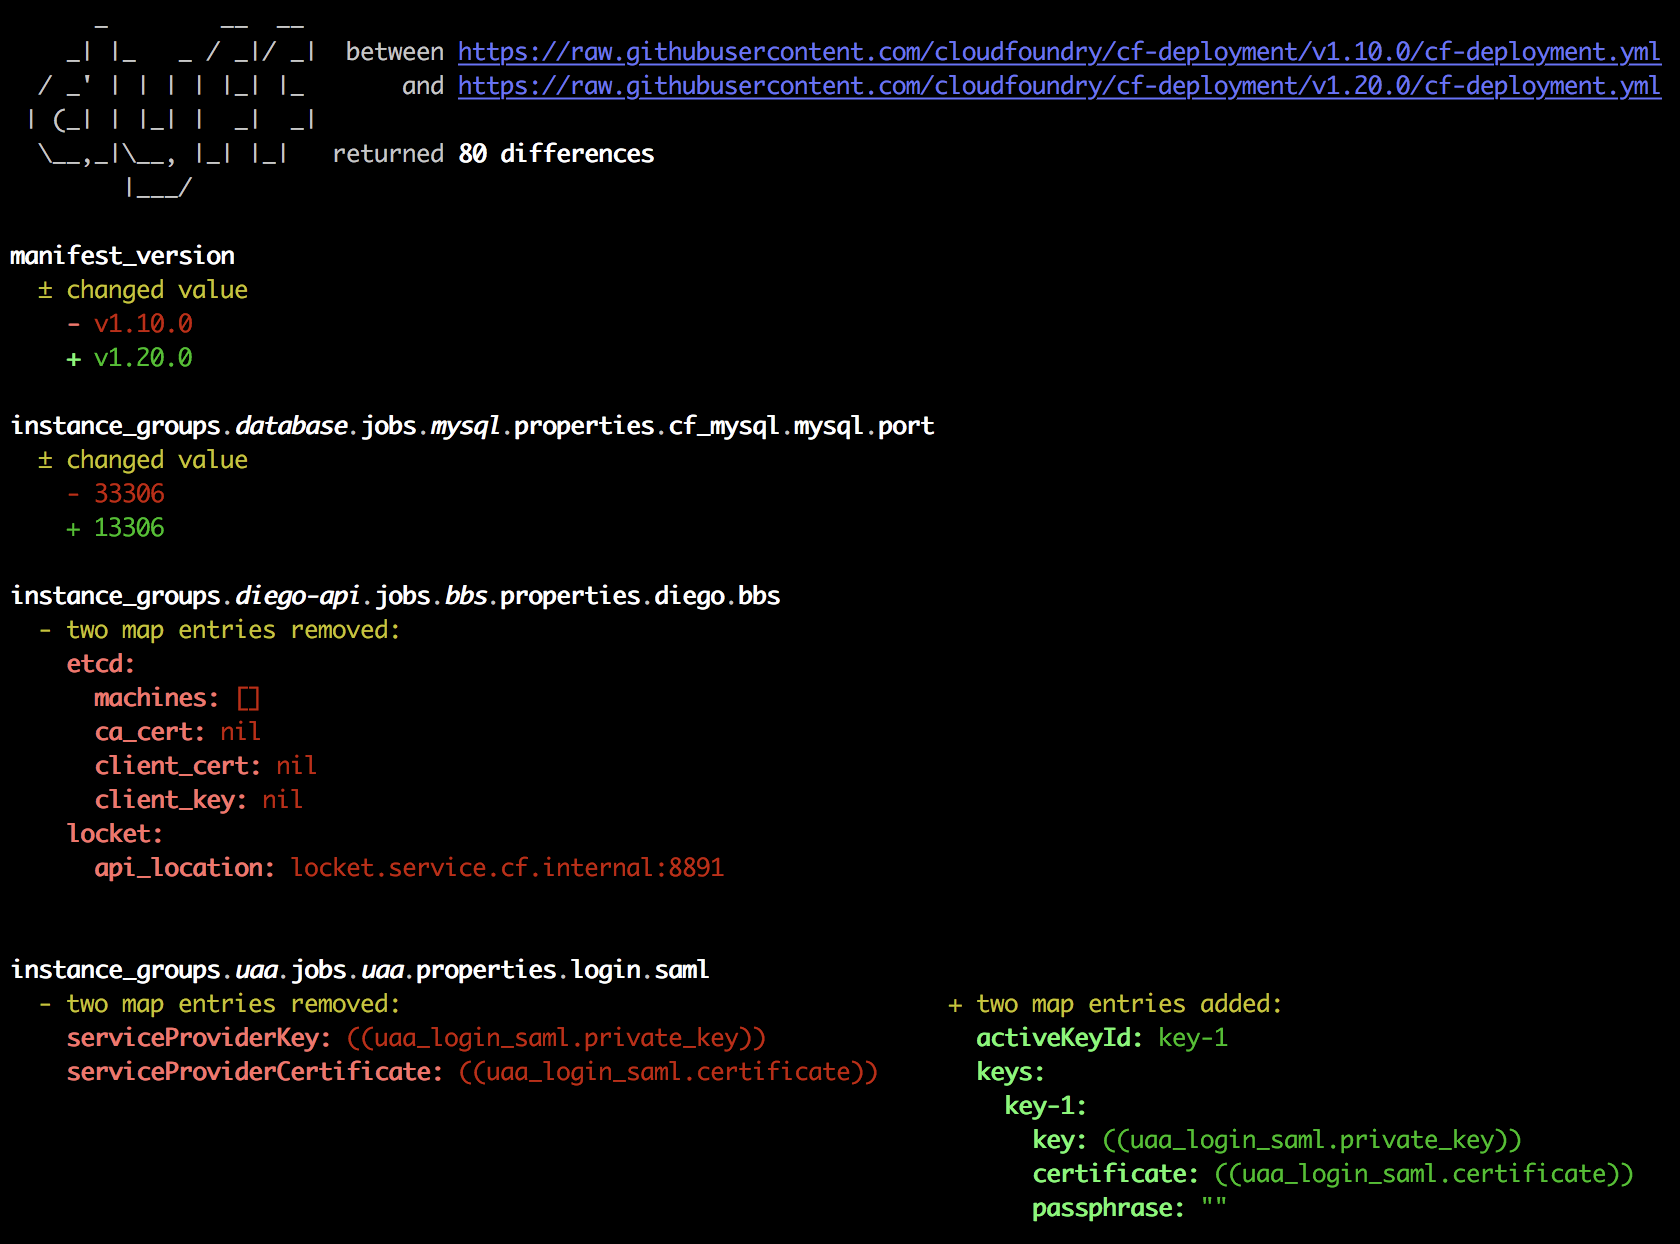 _        __  __
    _| |_   _ / _|/ _|  between https://raw.githubusercontent.com/cloudfoundry/cf-deployment/v1.10.0/cf-deployment.yml
  / _' | | | | | |_| |_       and https://raw.githubusercontent.com/cloudfoundry/cf-deployment/v1.20.0/cf-deployment.yml
 | (_| | |_| |  _|  _|
  \__,_|\__, |_| |_|   returned 80 differences
        |___/

manifest_version
  ± changed value
    - v1.10.0
    + v1.20.0

instance_groups.database.jobs.mysql.properties.cf_mysql.mysql.port
  ± changed value
    - 33306
    + 13306

instance_groups.diego-api.jobs.bbs.properties.diego.bbs
  - two map entries removed:
    etcd:
      machines: []
      ca_cert: nil
      client_cert: nil
      client_key: nil
    locket:
      api_location: locket.service.cf.internal:8891

instance_groups.uaa.jobs.uaa.properties.login.saml
  - two map entries removed:                                       + two map entries added:
    serviceProviderKey: ((uaa_login_saml.private_key))               activeKeyId: key-1
    serviceProviderCertificate: ((uaa_login_saml.certificate))       keys:
                                                                       key-1:
                                                                         key: ((uaa_login_saml.private_key))
                                                                         certificate: ((uaa_login_saml.certificate))
                                                                         passphrase: ""